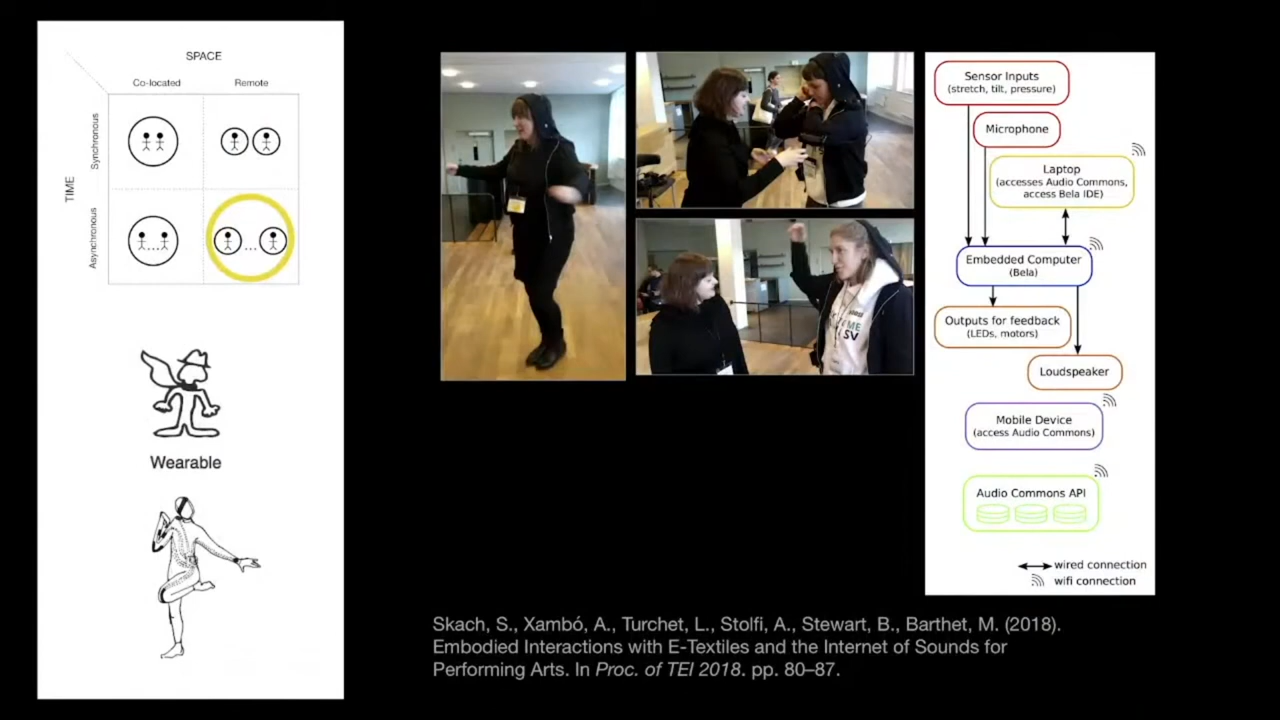 SPACE
Co-located
Remote
TIME
Synchronous
Asynchronous
Wearable
Sensor Inputs
(stretch, tilt, pressure)
Microphone
Laptop
(accesses Audio Commons,
access Bela IDE)
Embedded Computer
(Bela)
Outputs for feedback
(LEDs, motors)
Loudspeaker
Mobile Device
(access Audio Commons)
Audio Commons API
wired connection
wifi connection
Skach, S., Xambó, A., Turchet, L., Stolfi, A., Stewart, B., Barthet, M. (2018).
Embodied Interactions with E-Textiles and the Internet of Sounds for
Performing Arts. In Proc. of TEI 2018. pp. 80–87.